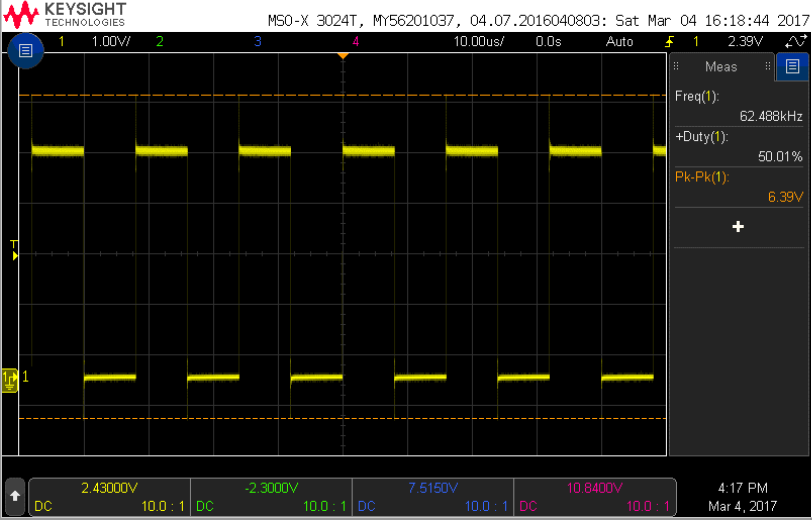 KEYSIGHT
TECHNOLOGIES
MSO-X 3024T, MY56201037, 04.07.2016040803: Sat Mar 04 16:18:44 2017
1 1.00V/ 2 3 4 10.00us/ 0.0s Auto 1 2.39V
Meas
Freq(1):
62.488kHz
+Duty(1):
50.01%
Pk-Pk(1):
6.39V
T
1 1
2.43000V -2.3000V 7.5150V 10.8400V
DC 10.0 : 1 DC 10.0 : 1 DC 10.0 : 1 DC 10.0 : 1
4:17 PM
Mar 4, 2017